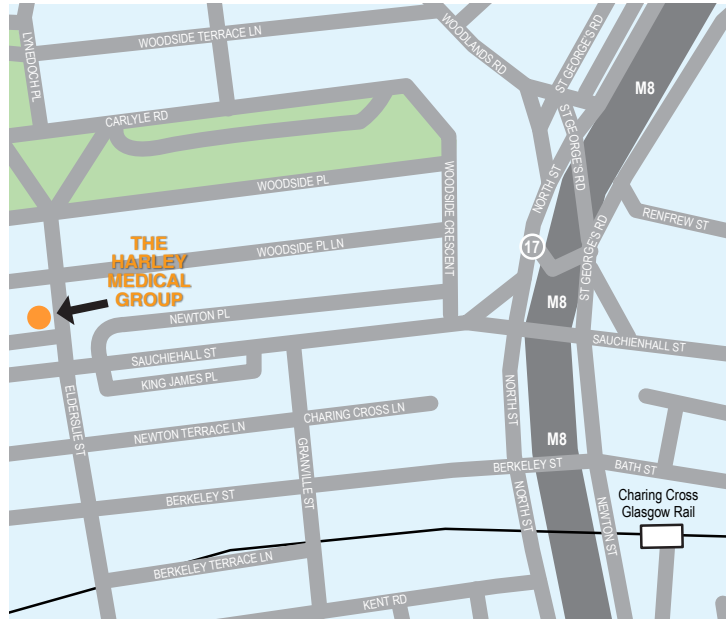 LYNEDOCH PL
WOODSIDE TERRACE LN
WOODLANDS RD
ST GEORGE'S RD
M8
CARLYLE RD
ST GEORGE'S RD
WOODSIDE PL
WOODSIDE CRESCENT
NORTH ST
RENFREW ST
ST GEORGE'S RD
17
WOODSIDE PL LN
THE
HARLEY
MEDICAL
GROUP
M8
NEWTON PL
SAUCHIEHALL ST
SAUCHIENHALL ST
KING JAMES PL
ELDERSLIE ST
NORTH ST
CHARING CROSS LN
NEWTON TERRACE LN
GRANVILLE ST
M8
BERKELEY ST
BATH ST
BERKELEY ST
NORTH ST
NEWTON ST
Charing Cross
Glasgow Rail
BERKELEY TERRACE LN
KENT RD